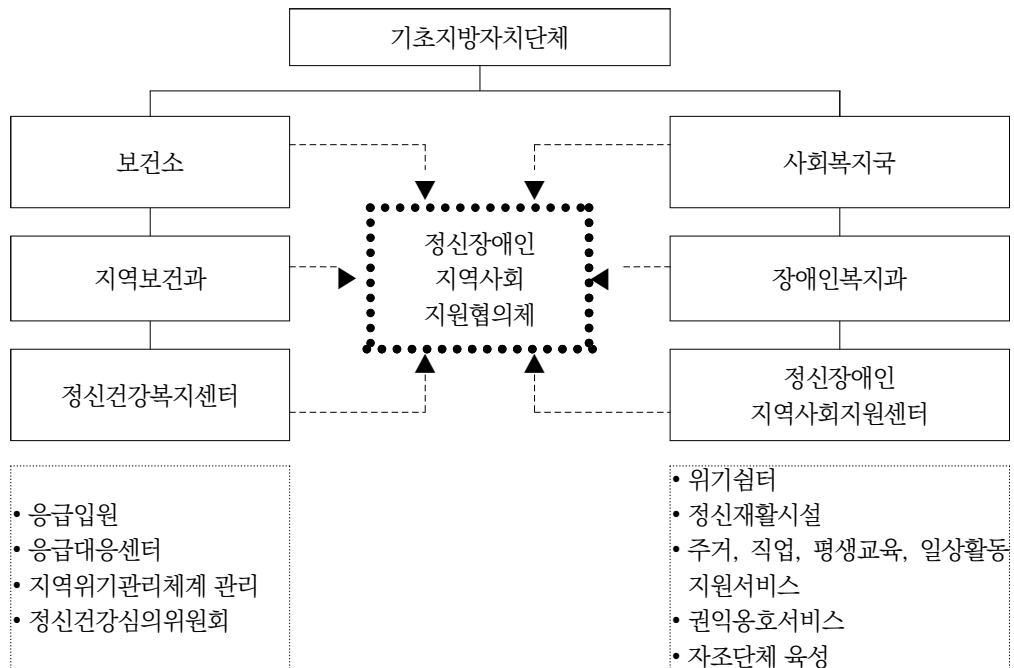 기초지방자치단체
보건소
사회복지국
정신장애인
지역사회
지원협의체
지역보건과
장애인복지과
정신건강복지센터
정신장애인
지역사회지원센터
• 응급입원
• 응급대응센터
• 지역위기관리체계 관리
• 정신건강심의위원회
• 위기쉼터
• 정신재활시설
• 주거, 직업, 평생교육, 일상활동
지원서비스
• 권익옹호서비스
• 자조단체 육성